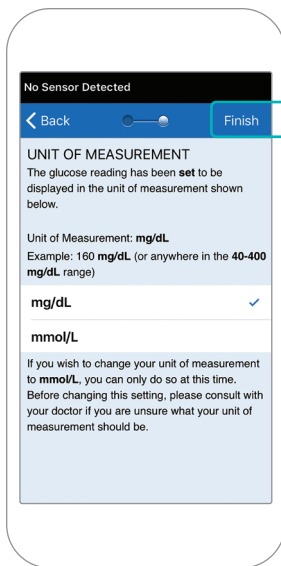 No Sensor Detected
Back
Finish
UNIT OF MEASUREMENT
The glucose reading has been set to be
displayed in the unit of measurement shown
below.
Unit of Measurement: mg/dL
Example: 160 mg/dL (or anywhere in the 40-400
mg/dL range)
mg/dL
mmol/L
If you wish to change your unit of measurement
to mmol/L, you can only do so at this time.
Before changing this setting, please consult with
your doctor if you are unsure what your unit of
measurement should be.